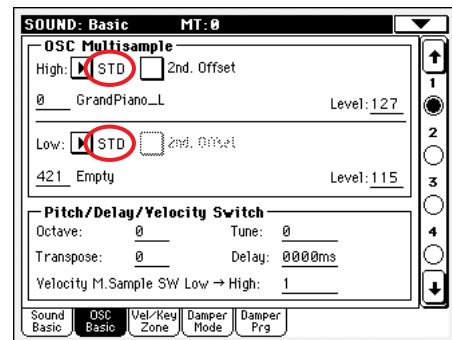 SOUND: Basic MT:0
OSC Multisample
High: STD 2nd. Offset
0 GrandPiano_L Level:127
Low: STD 2nd. Offset
421 Empty Level:115
Pitch/Delay/Velocity Switch
Octave: 0 Tune: 0
Transpose: 0 Delay: 0000ms
Velocity M.Sample SW Low → High: 1
1
2
3
4
Sound Basic
OSC Basic
Vel/Key Zone
Damper Mode
Damper Prg